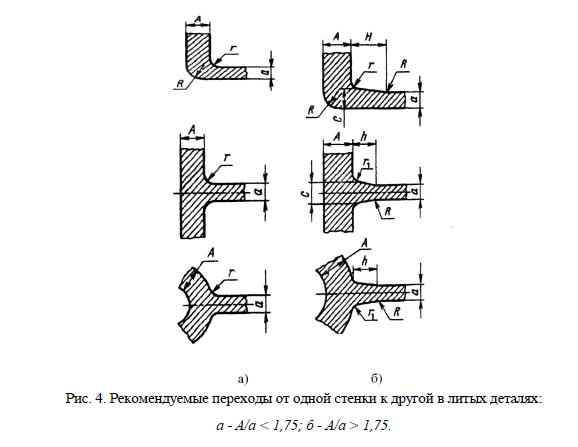 A
r
R
a
A
H
r
R
R
C
a
A
r
a
A
h
r1
C
R
a
A
r
a
A
h
r1
R
a
а)
б)
Рис. 4. Рекомендуемые переходы от одной стенки к другой в литых деталях:
а - А/а < 1,75; б - А/а > 1,75.